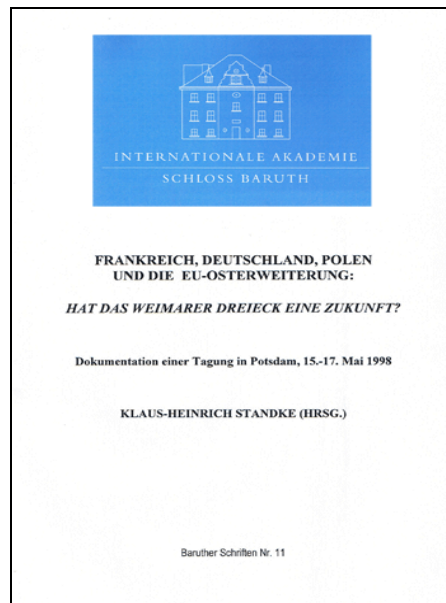 INTERNATIONALE AKADEMIE
SCHLOSS BARUTH
FRANKREICH, DEUTSCHLAND, POLEN
UND DIE EU-OSTERWEITERUNG:
HAT DAS WEIMARER DREIECK EINE ZUKUNFT?
Dokumentation einer Tagung in Potsdam, 15.-17. Mai 1998
KLAUS-HEINRICH STANDKE (HRSG.)
Baruther Schriften Nr. 11